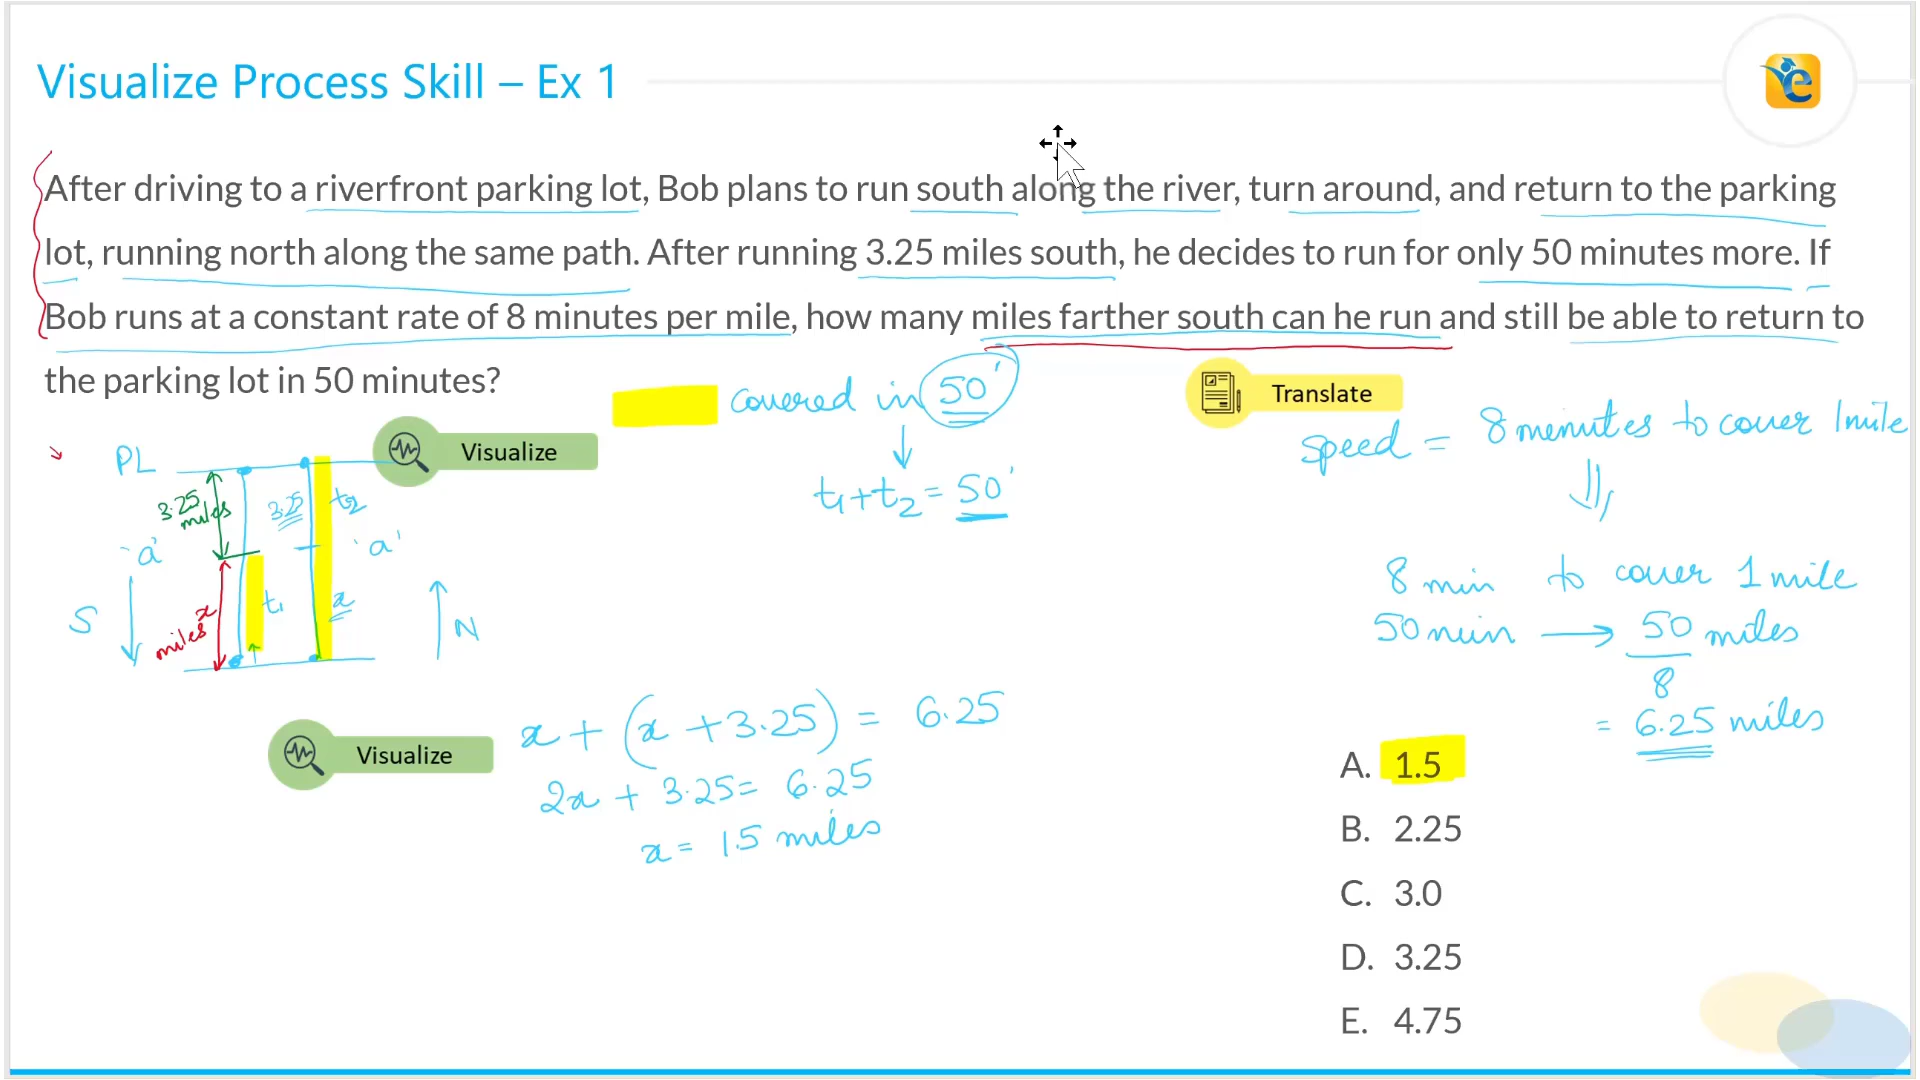 Visualize Process Skill – Ex 1
e
After driving to a riverfront parking lot, Bob plans to run south along the river, turn around, and return to the parking
lot, running north along the same path. After running 3.25 miles south, he decides to run for only 50 minutes more. If
Bob runs at a constant rate of 8 minutes per mile, how many miles farther south can he run and still be able to return to
the parking lot in 50 minutes?
covered in 50'
t1+t2 = 50'
Translate
speed = 8 minutes to cover 1 mile
8 min to cover 1 mile
50 min → 50 miles
8
= 6.25 miles
Visualize
PL
3.25 miles
3.25
t2
'a'
'a'
S
x miles
t1
x
N
Visualize
x + (x + 3.25) = 6.25
2x + 3.25 = 6.25
x = 1.5 miles
A. 1.5
B. 2.25
C. 3.0
D. 3.25
E. 4.75